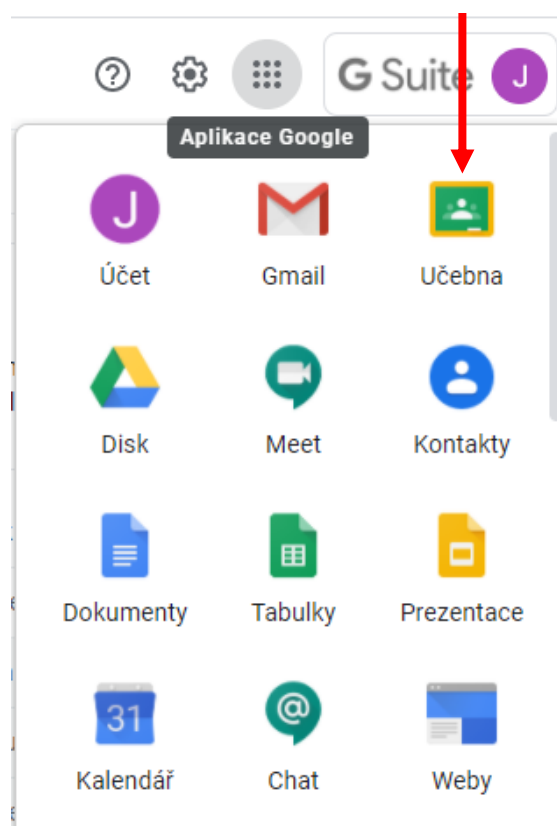 G Suite J
Aplikace Google
J
Účet Gmail Učebna
Disk Meet Kontakty
Dokumenty Tabulky Prezentace
31 @
Kalendář Chat Weby